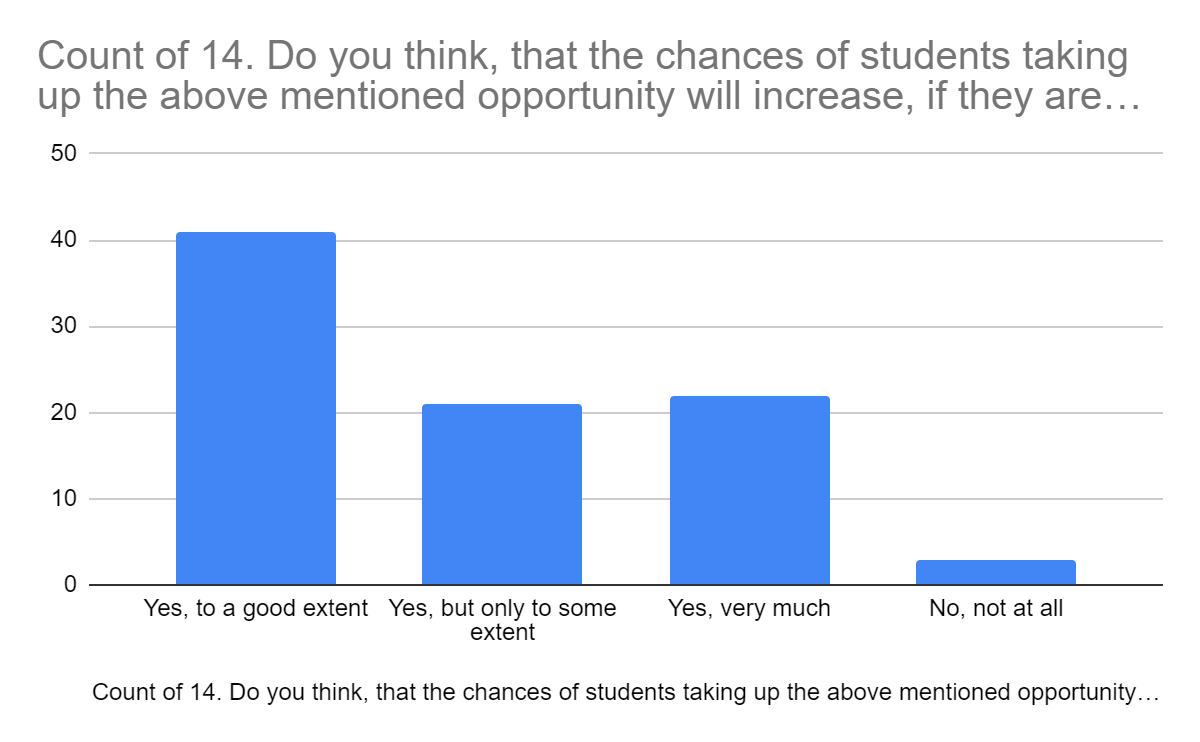 Count of 14. Do you think, that the chances of students taking
up the above mentioned opportunity will increase, if they are…
50
40
30
20
10
0
Yes, to a good extent
Yes, but only to some
extent
Yes, very much
No, not at all
Count of 14. Do you think, that the chances of students taking up the above mentioned opportunity…